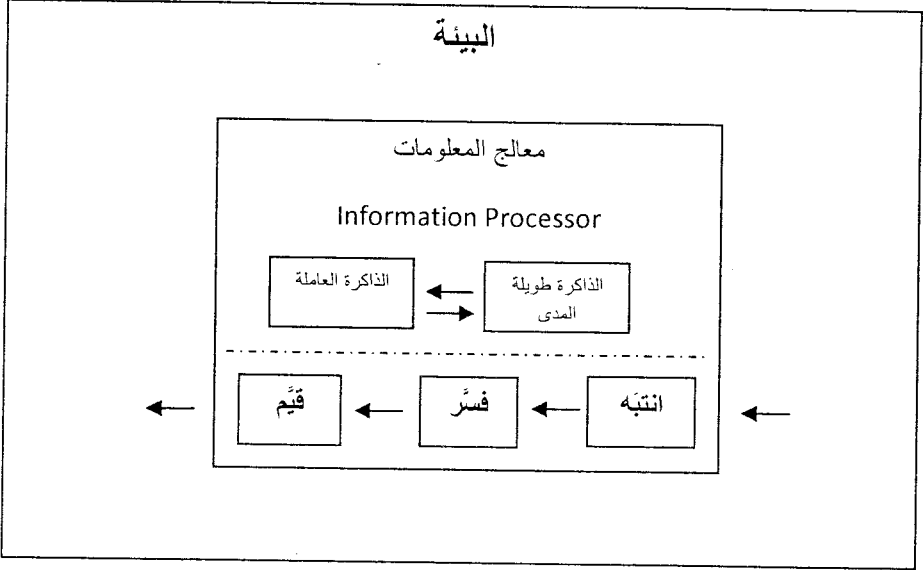 البيئة
معالج المعلومات
Information Processor
الذاكرة طويلة
المدى
الذاكرة العاملة
انتبَه
فسَّر
قيَّم